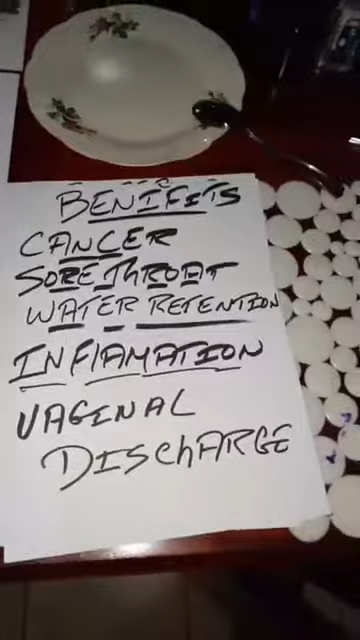 BENIFITS
CANCER
SORE ThROAT
WATER RETENTION
INFlAMATION
VAGINAL
DISChARGE